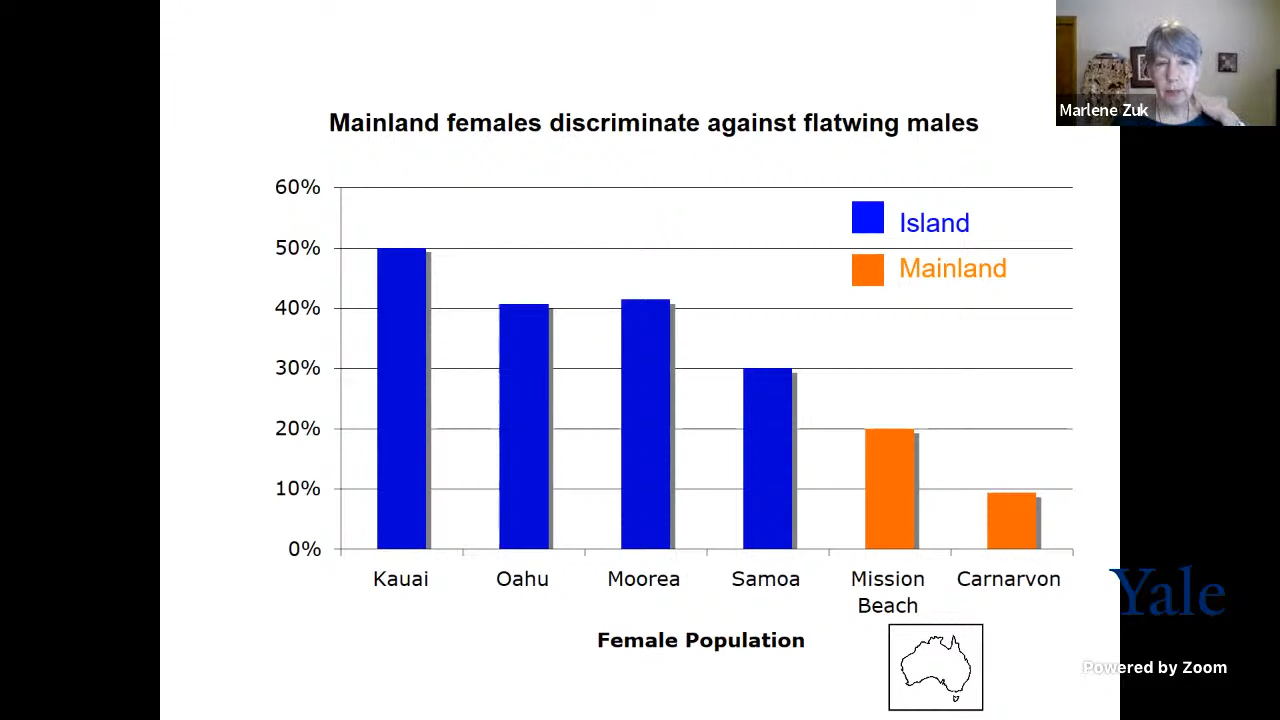 Marlene Zuk
Mainland females discriminate against flatwing males
60%
50%
40%
30%
20%
10%
0%
Island
Mainland
Kauai
Oahu
Moorea
Samoa
Mission
Beach
Carnarvon
Female Population
Yale
Powered by Zoom